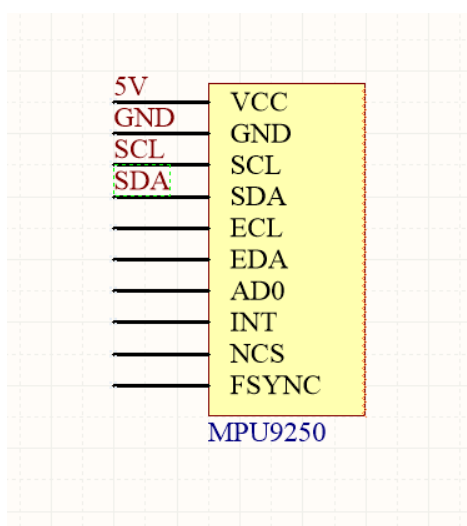 5V
VCC
GND
GND
SCL
SCL
SDA
SDA
ECL
EDA
AD0
INT
NCS
FSYNC
MPU9250